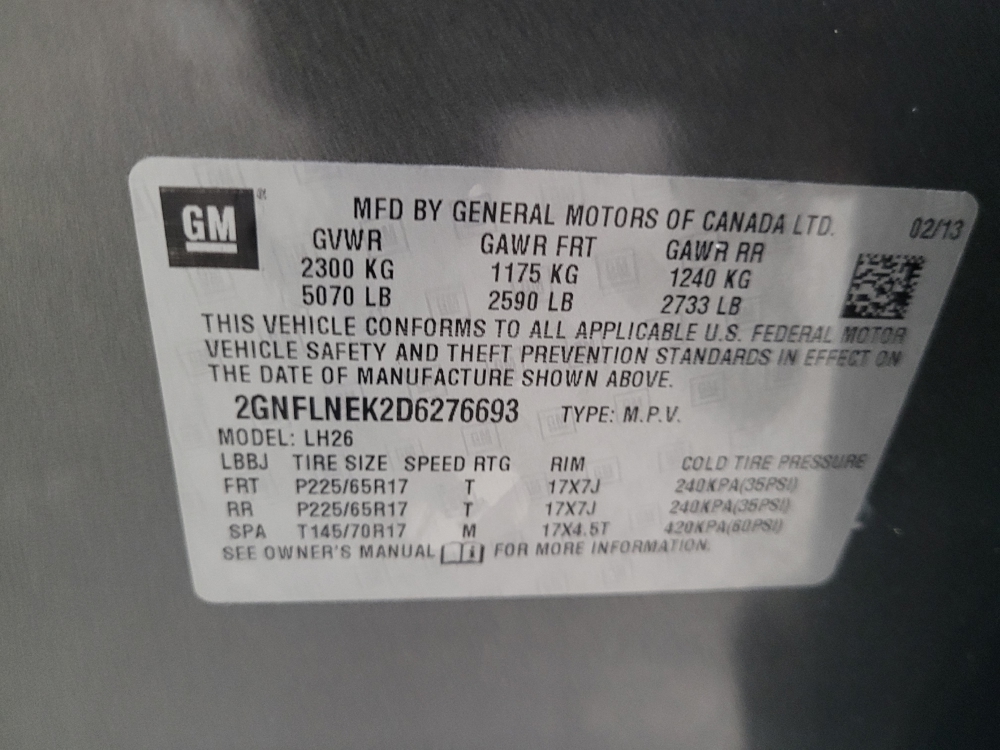 GM
MFD BY GENERAL MOTORS OF CANADA LTD. 02/13
GVWR GAWR FRT GAWR RR
2300 KG 1175 KG 1240 KG
5070 LB 2590 LB 2733 LB
THIS VEHICLE CONFORMS TO ALL APPLICABLE U.S. FEDERAL MOTOR
VEHICLE SAFETY AND THEFT PREVENTION STANDARDS IN EFFECT ON
THE DATE OF MANUFACTURE SHOWN ABOVE.
2GNFLNEK2D6276693 TYPE: M.P.V.
MODEL: LH26
LBBJ TIRE SIZE SPEED RTG RIM COLD TIRE PRESSURE
FRT P225/65R17 T 17X7J 240KPA(35PSI)
RR P225/65R17 T 17X7J 240KPA(35PSI)
SPA T145/70R17 M 17X4.5T 420KPA(60PSI)
SEE OWNER'S MANUAL FOR MORE INFORMATION.